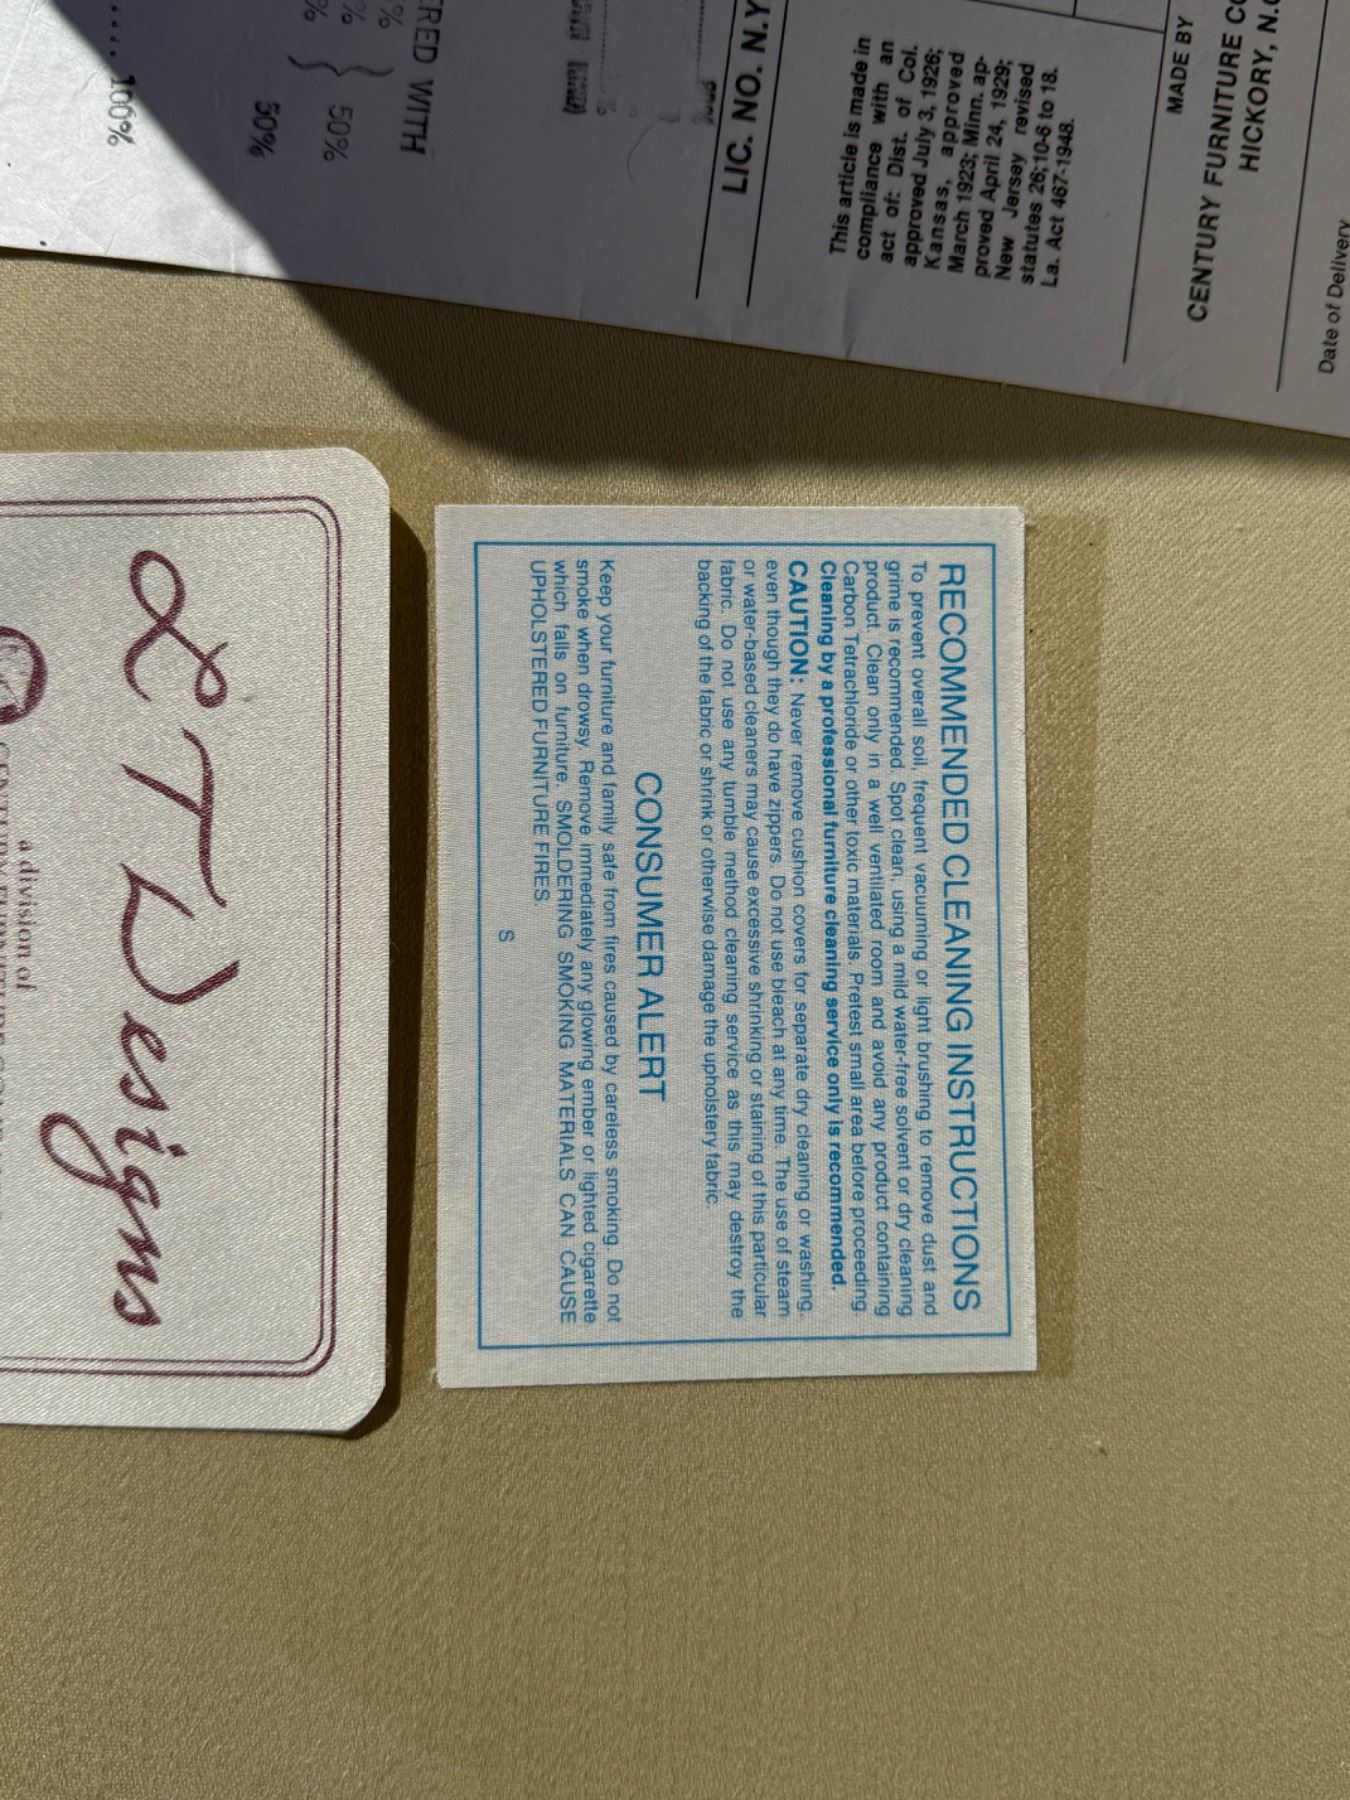 RECOMMENDED CLEANING INSTRUCTIONS
To prevent overall soil, frequent vacuuming or light brushing to remove dust and
grime is recommended. Spot clean, using a mild water-free solvent or dry cleaning
product. Clean only in a well ventilated room and avoid any product containing
Carbon Tetrachloride or other toxic materials. Pretest small area before proceeding.
Cleaning by a professional furniture cleaning service only is recommended.
CAUTION: Never remove cushion covers for separate dry cleaning or washing,
even though they do have zippers. Do not use bleach at any time. The use of steam
or water-based cleaners may cause excessive shrinking or staining of this particular
fabric. Do not use any tumble method cleaning service as this may destroy the
backing of the fabric or shrink or otherwise damage the upholstery fabric.
CONSUMER ALERT
Keep your furniture and family safe from fires caused by careless smoking. Do not
smoke when drowsy. Remove immediately any glowing ember or lighted cigarette
which falls on furniture. SMOLDERING SMOKING MATERIALS CAN CAUSE
UPHOLSTERED FURNITURE FIRES.
S
LTDesigns
a division of
100%
50%
50%
WITH
LIC. NO. N.Y
This article is made in
compliance with an
act of: Dist. of Col.
approved July 3, 1926;
Kansas, approved
March 1923; Minn. ap-
proved April 24, 1929;
New Jersey revised
statutes 26;10-6 to 18.
La. Act 467-1948.
MADE BY
CENTURY FURNITURE CO
HICKORY, N.C
Date of Delivery